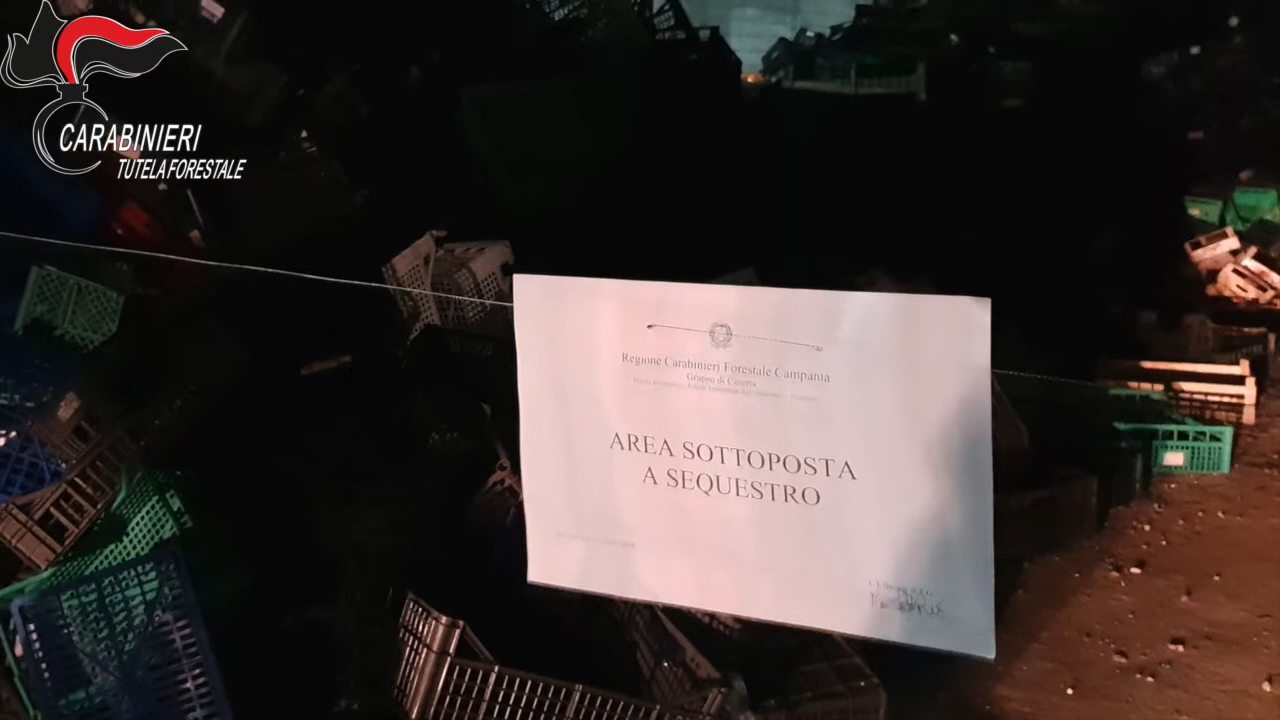 CARABINIERI
TUTELA FORESTALE
Regione Carabinieri Forestale Campania
Gruppo di Caserta
AREA SOTTOPOSTA
A SEQUESTRO